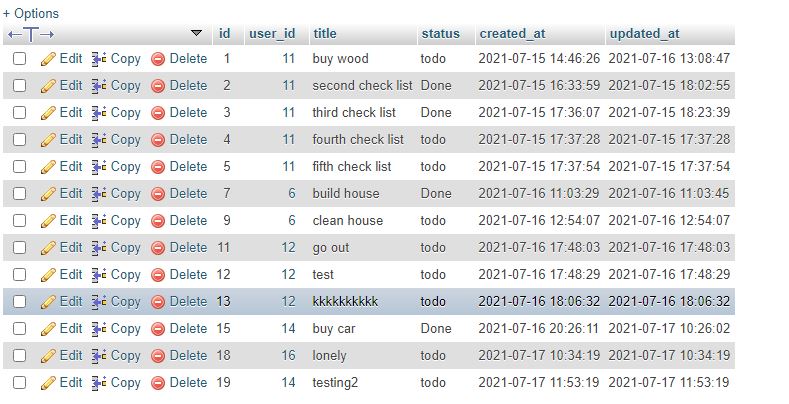 + Options
id user_id title status created_at updated_at
Edit Copy Delete 1 11 buy wood todo 2021-07-15 14:46:26 2021-07-16 13:08:47
Edit Copy Delete 2 11 second check list Done 2021-07-15 16:33:59 2021-07-15 18:02:55
Edit Copy Delete 3 11 third check list Done 2021-07-15 17:36:07 2021-07-15 18:23:39
Edit Copy Delete 4 11 fourth check list todo 2021-07-15 17:37:28 2021-07-15 17:37:28
Edit Copy Delete 5 11 fifth check list todo 2021-07-15 17:37:54 2021-07-15 17:37:54
Edit Copy Delete 7 6 build house Done 2021-07-16 11:03:29 2021-07-16 11:03:45
Edit Copy Delete 9 6 clean house todo 2021-07-16 12:54:07 2021-07-16 12:54:07
Edit Copy Delete 11 12 go out todo 2021-07-16 17:48:03 2021-07-16 17:48:03
Edit Copy Delete 12 12 test todo 2021-07-16 17:48:29 2021-07-16 17:48:29
Edit Copy Delete 13 12 kkkkkkkkkk todo 2021-07-16 18:06:32 2021-07-16 18:06:32
Edit Copy Delete 15 14 buy car Done 2021-07-16 20:26:11 2021-07-17 10:26:02
Edit Copy Delete 18 16 lonely todo 2021-07-17 10:34:19 2021-07-17 10:34:19
Edit Copy Delete 19 14 testing2 todo 2021-07-17 11:53:19 2021-07-17 11:53:19